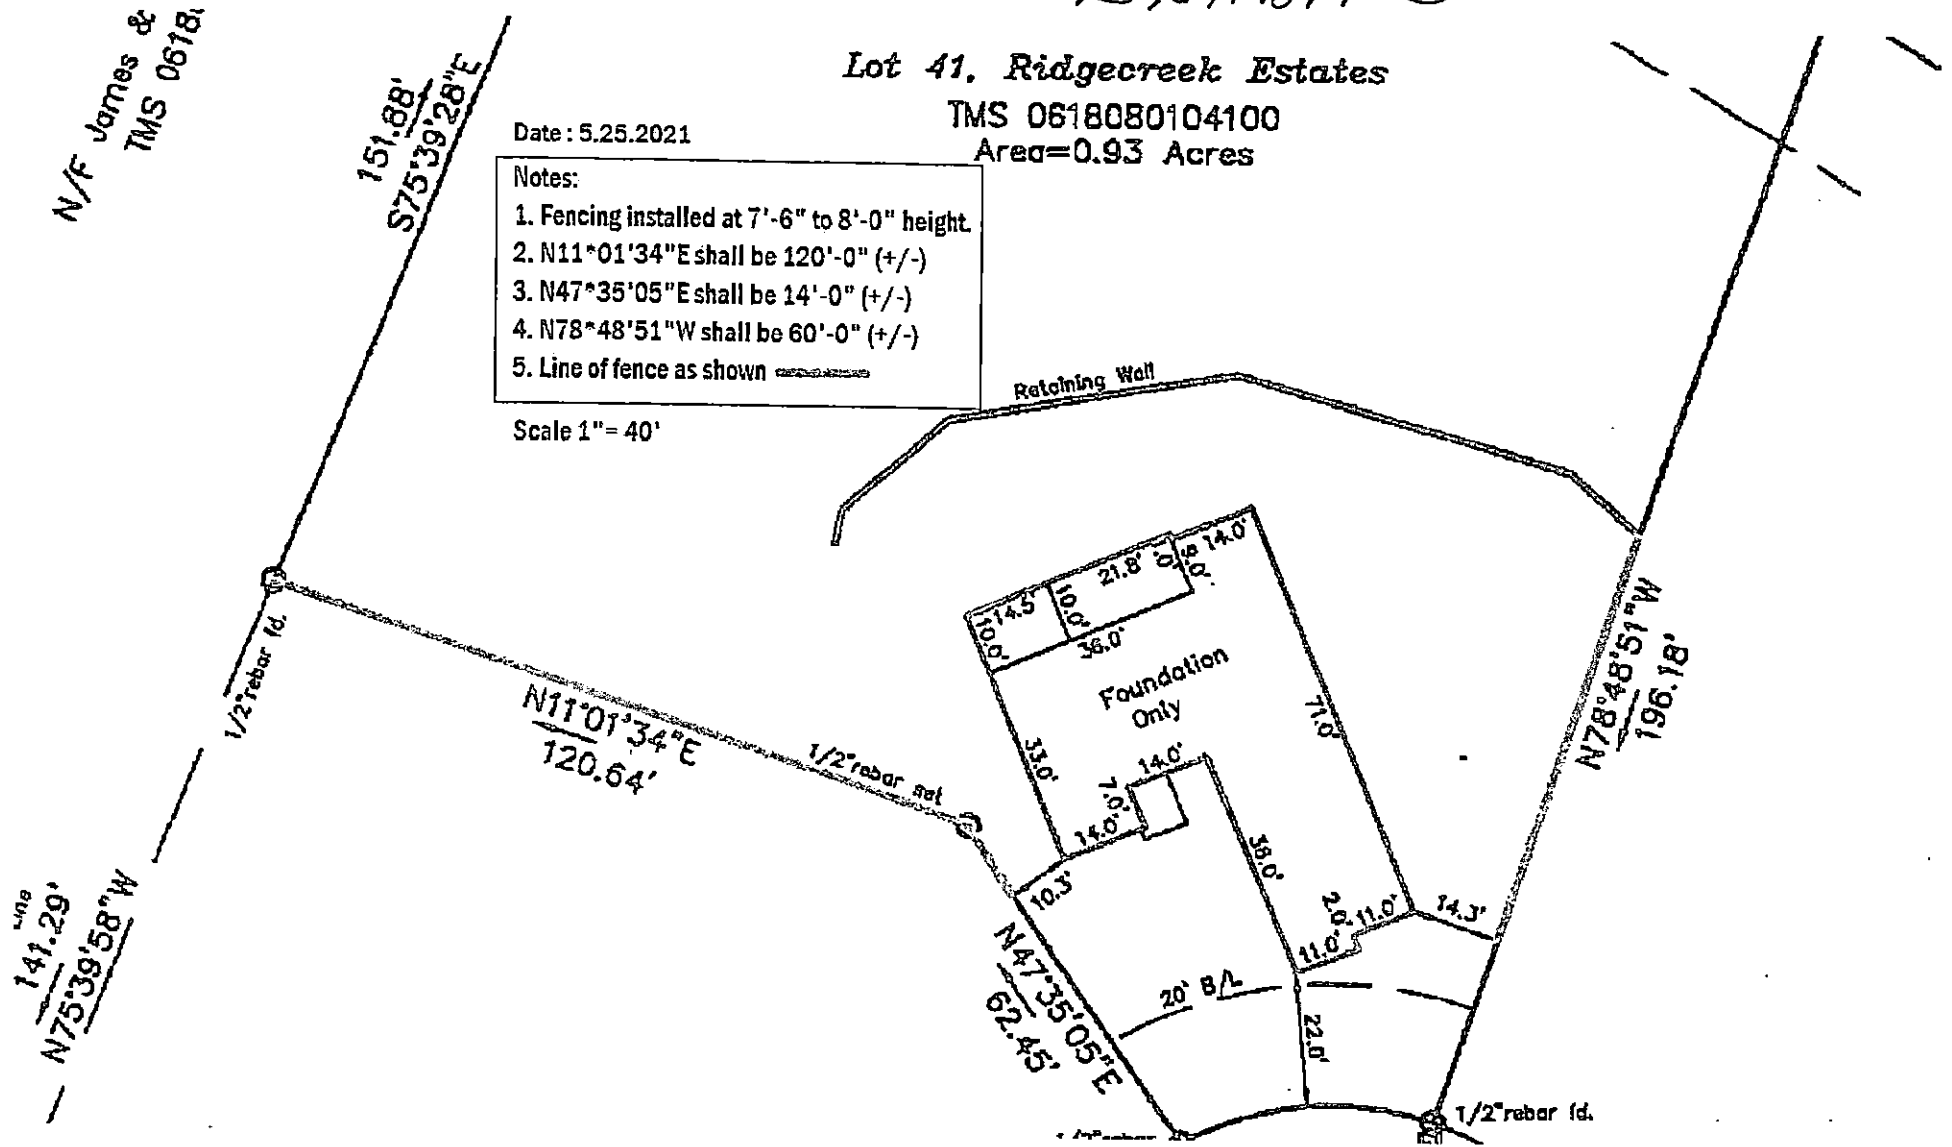 Lot 41, Ridgecreek Estates
TMS 0618080104100
Area=0.93 Acres
N/F James &
TMS 0618
151.88'
S75°39'28"E
Date : 5.25.2021
Notes:
1. Fencing installed at 7'-6" to 8'-0" height.
2. N11*01'34"E shall be 120'-0" (+/-)
3. N47*35'05"E shall be 14'-0" (+/-)
4. N78*48'51"W shall be 60'-0" (+/-)
5. Line of fence as shown
Scale 1"= 40'
Retaining Wall
14.0'
21.8'
14.5'
10.0'
10.0'
36.0'
Foundation
Only
71.0'
33.0'
14.0'
7.0'
14.0'
38.0'
10.3'
2.0'
11.0'
11.0'
14.3'
20' B/L
22.0'
N78°48'51"W
196.18'
1/2"rebar fd.
N11°01'34"E
120.64'
1/2"rebar set
N47°35'05"E
62.45'
Line
141.29'
N75°39'58"W
1/2"rebar fd.